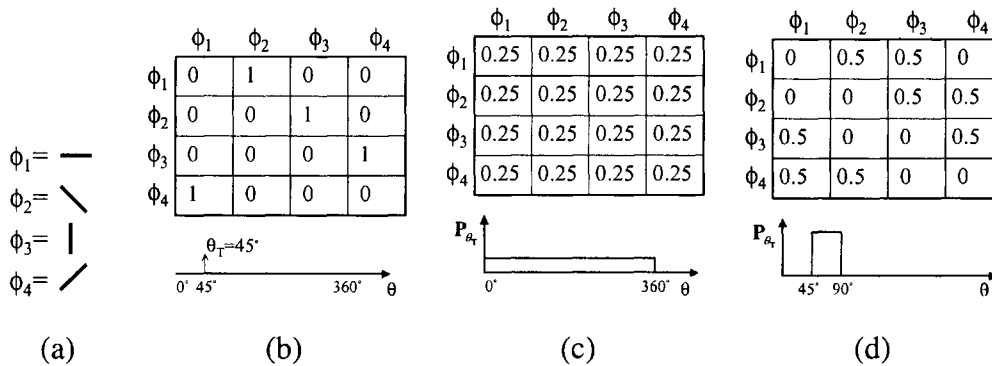 ϕ1=
ϕ2=
ϕ3=
ϕ4=
(a)
ϕ1 ϕ2 ϕ3 ϕ4
ϕ1 0 1 0 0
ϕ2 0 0 1 0
ϕ3 0 0 0 1
ϕ4 1 0 0 0
θT=45°
0° 45° 360° θ
(b)
ϕ1 ϕ2 ϕ3 ϕ4
ϕ1 0.25 0.25 0.25 0.25
ϕ2 0.25 0.25 0.25 0.25
ϕ3 0.25 0.25 0.25 0.25
ϕ4 0.25 0.25 0.25 0.25
PθT
0° 360° θ
(c)
ϕ1 ϕ2 ϕ3 ϕ4
ϕ1 0 0.5 0.5 0
ϕ2 0 0 0.5 0.5
ϕ3 0.5 0 0 0.5
ϕ4 0.5 0.5 0 0
PθT
45° 90° θ
(d)